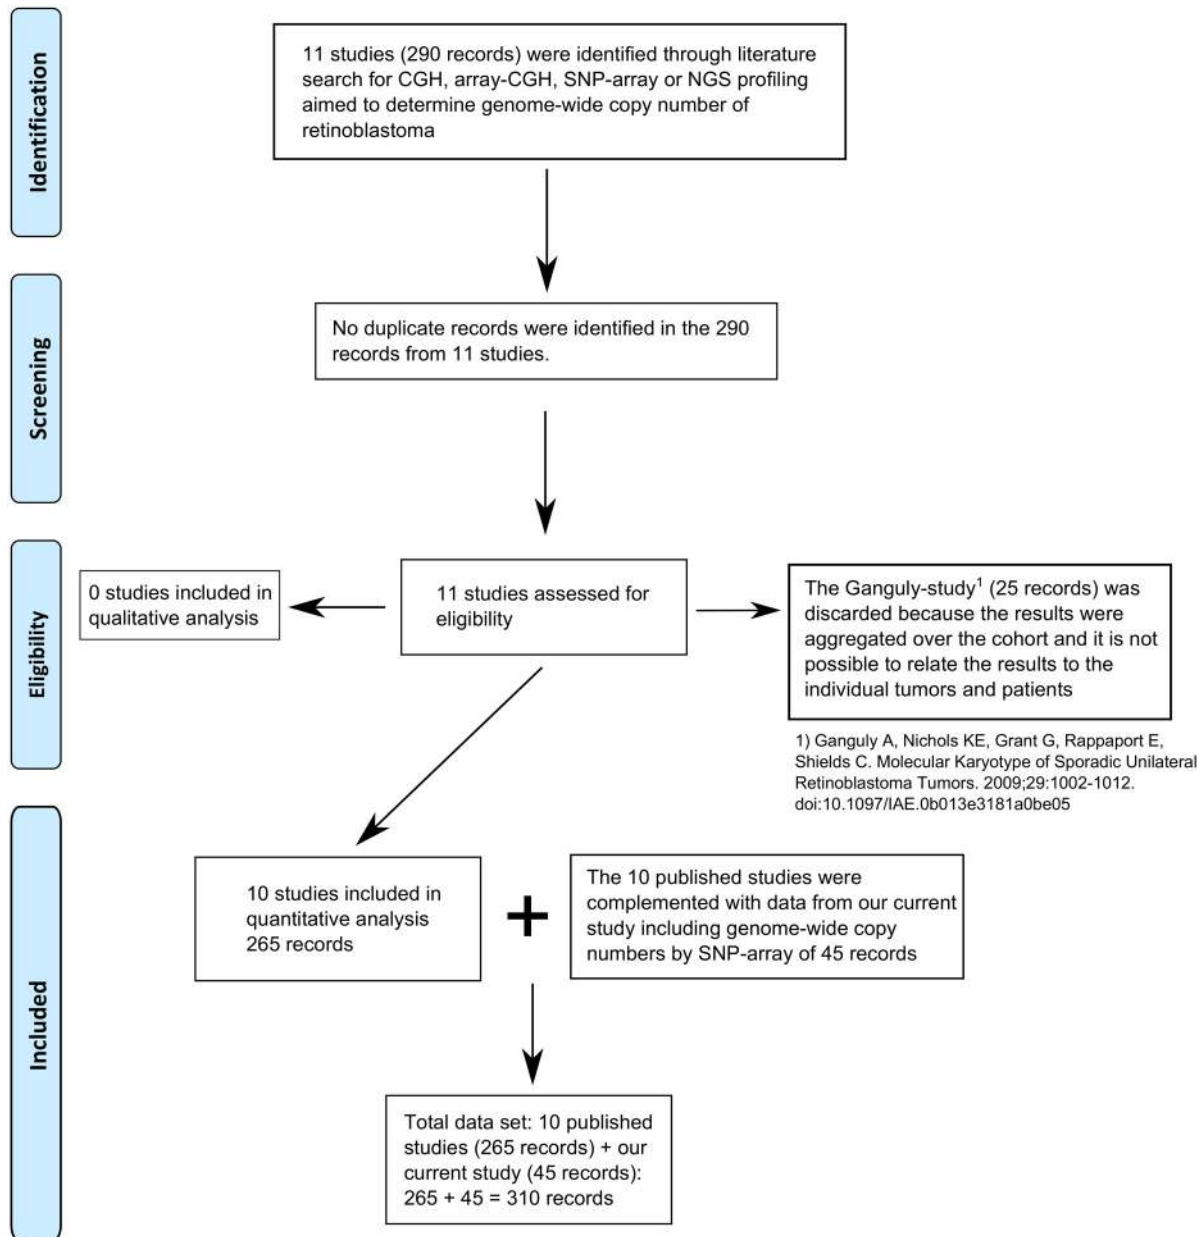 Identification
11 studies (290 records) were identified through literature
search for CGH, array-CGH, SNP-array or NGS profiling
aimed to determine genome-wide copy number of
retinoblastoma
Screening
No duplicate records were identified in the 290
records from 11 studies.
Eligibility
0 studies included in
qualitative analysis
11 studies assessed for
eligibility
The Ganguly-study1 (25 records) was
discarded because the results were
aggregated over the cohort and it is not
possible to relate the results to the
individual tumors and patients
1) Ganguly A, Nichols KE, Grant G, Rappaport E,
Shields C. Molecular Karyotype of Sporadic Unilateral
Retinoblastoma Tumors. 2009;29:1002-1012.
doi:10.1097/IAE.0b013e3181a0be05
Included
10 studies included in
quantitative analysis
265 records
+
The 10 published studies were
complemented with data from our current
study including genome-wide copy
numbers by SNP-array of 45 records
Total data set: 10 published
studies (265 records) + our
current study (45 records):
265 + 45 = 310 records